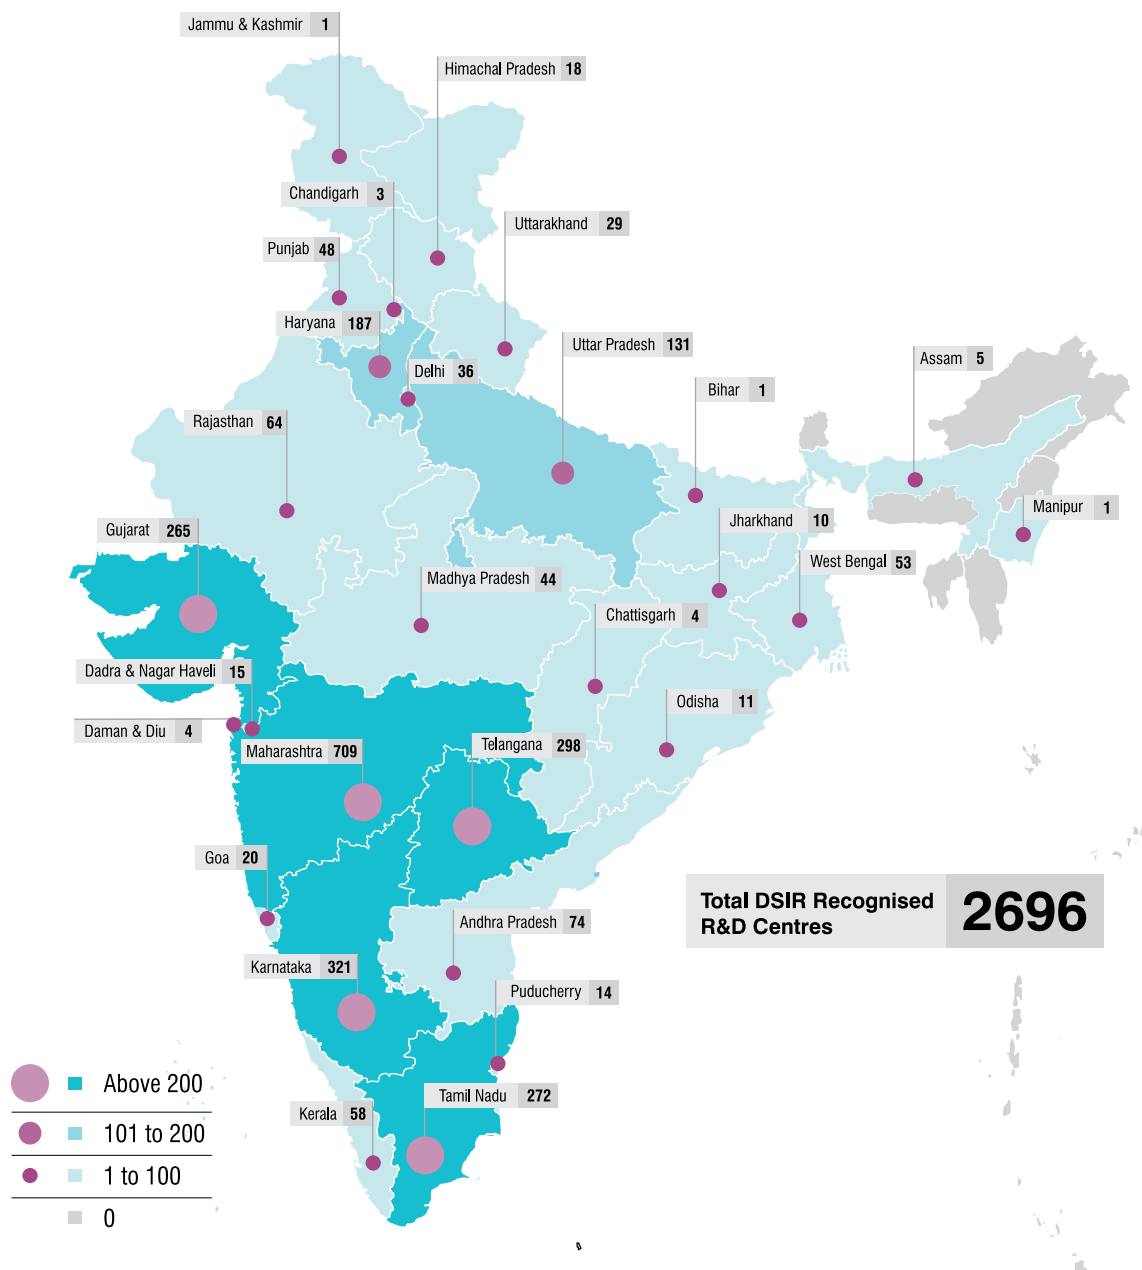 Jammu & Kashmir 1
Himachal Pradesh 18
Chandigarh 3
Uttarakhand 29
Punjab 48
Haryana 187
Uttar Pradesh 131
Assam 5
Delhi 36
Bihar 1
Rajasthan 64
Manipur 1
Jharkhand 10
Gujarat 265
West Bengal 53
Madhya Pradesh 44
Chattisgarh 4
Dadra & Nagar Haveli 15
Odisha 11
Daman & Diu 4
Maharashtra 709
Telangana 298
Goa 20
Total DSIR Recognised
R&D Centres
2696
Andhra Pradesh 74
Karnataka 321
Puducherry 14
Tamil Nadu 272
Kerala 58
Above 200
101 to 200
1 to 100
0